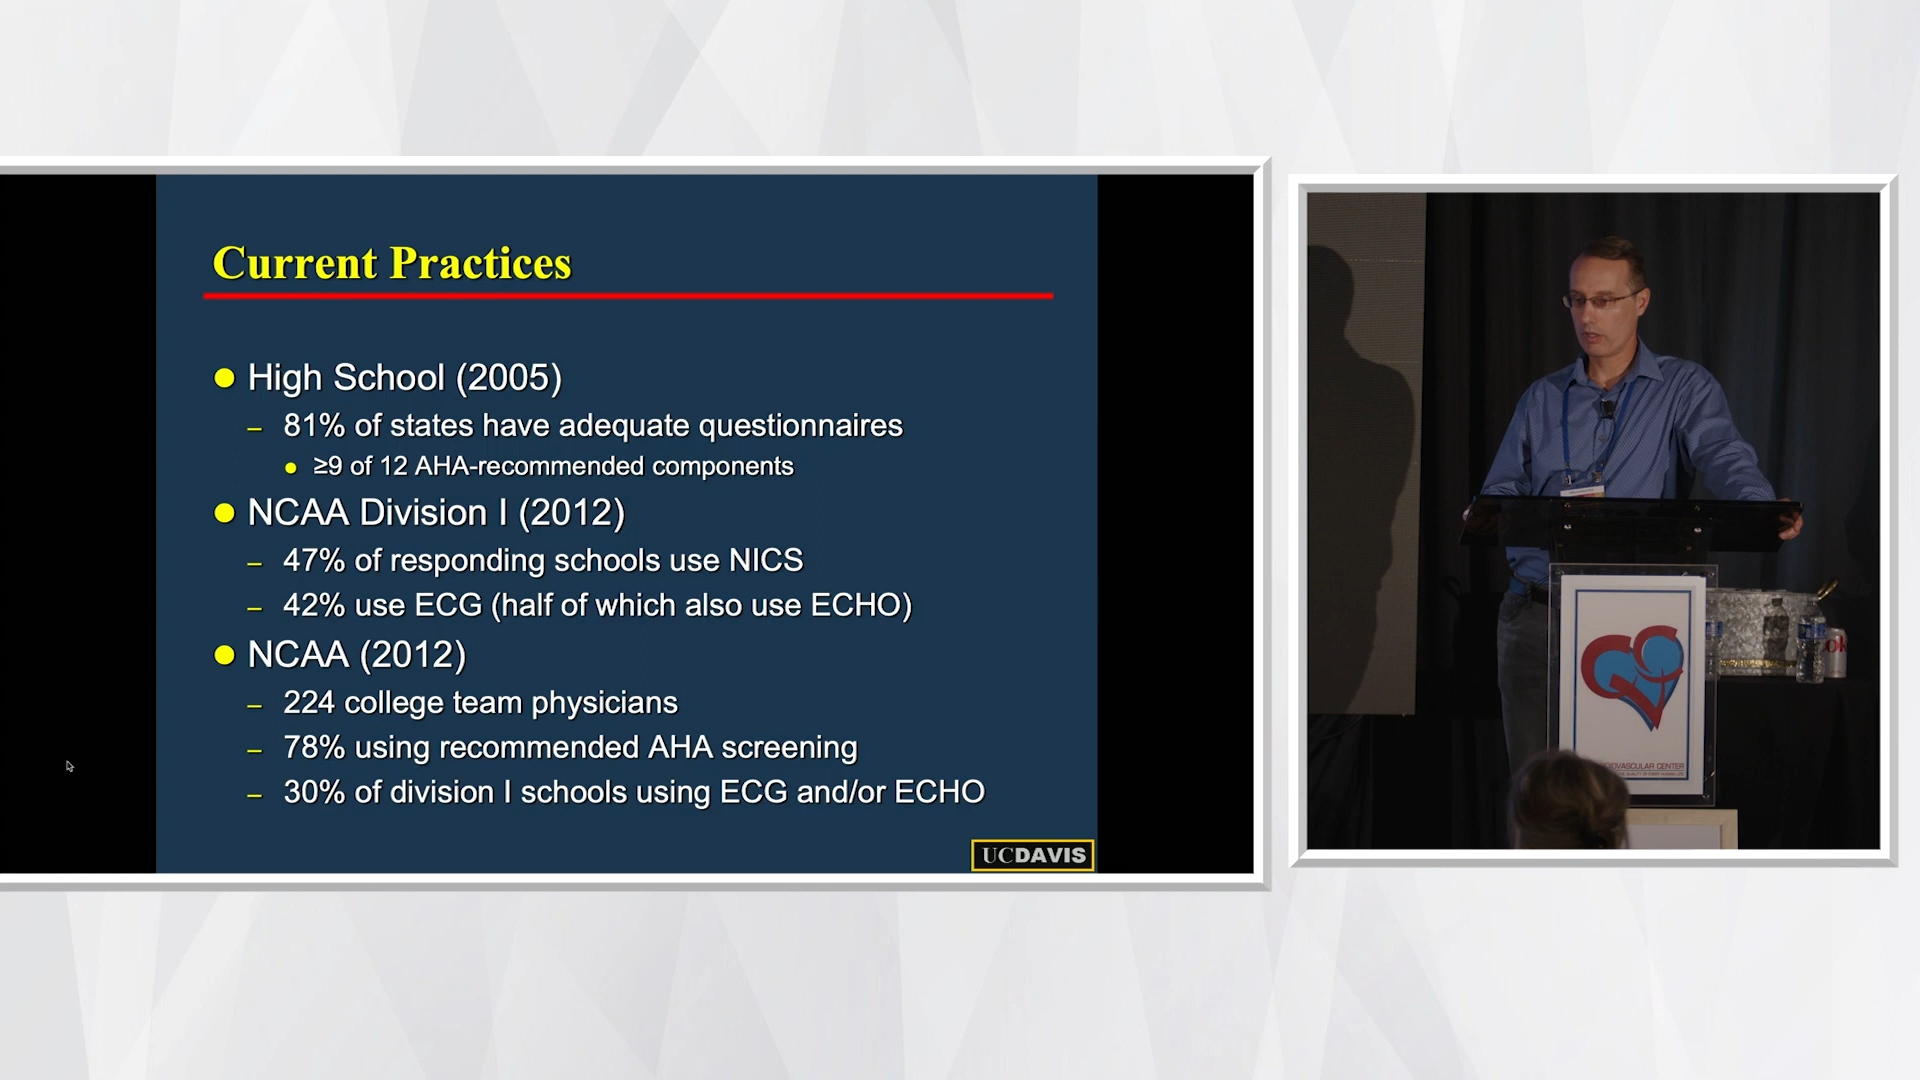 Current Practices
High School (2005)
– 81% of states have adequate questionnaires
≥9 of 12 AHA-recommended components
NCAA Division I (2012)
– 47% of responding schools use NICS
– 42% use ECG (half of which also use ECHO)
NCAA (2012)
– 224 college team physicians
– 78% using recommended AHA screening
– 30% of division I schools using ECG and/or ECHO
UCDAVIS
CENTER